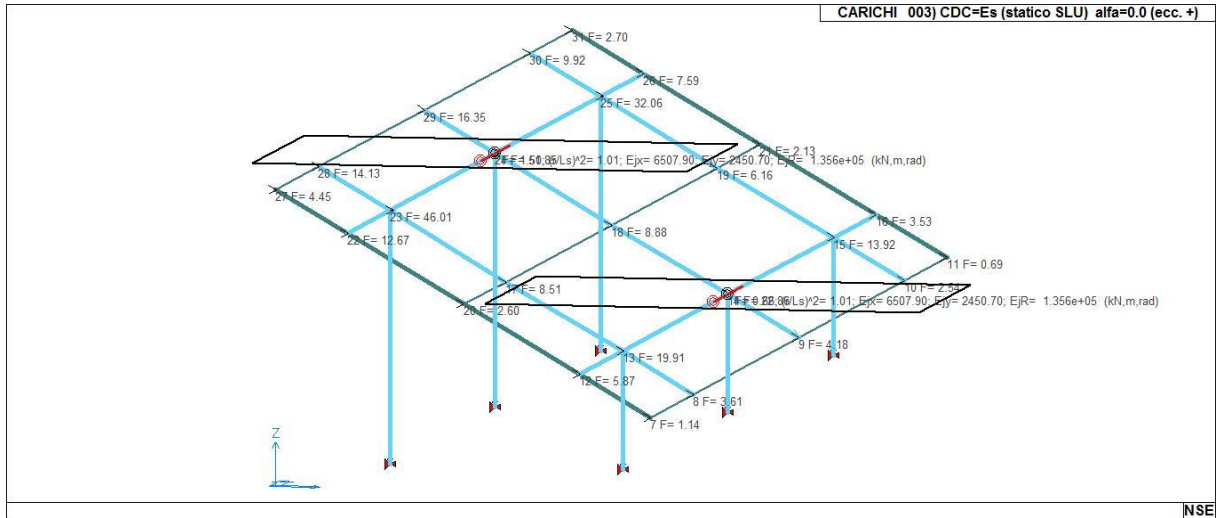 CARICHI 003) CDC=Es (statico SLU) alfa=0.0 (ecc. +)
31 F= 2.70
30 F= 9.92
26 F= 7.59
25 F= 32.06
29 F= 16.35
21 F= 2.13
(r/Ls)^2= 1.01; Ejx= 6507.90; Ejy= 2450.70; EjR= 1.356e+05 (kN,m,rad)
28 F= 14.13
19 F= 6.16
27 F= 4.45
23 F= 46.01
16 F= 3.53
22 F= 12.67
18 F= 8.88
15 F= 13.92
11 F= 0.69
17 F= 8.51
10 F= 2.54
(r/Ls)^2= 1.01; Ejx= 6507.90; Ejy= 2450.70; EjR= 1.356e+05 (kN,m,rad)
20 F= 2.60
9 F= 4.18
13 F= 19.91
12 F= 5.87
8 F= 3.61
7 F= 1.14
Z
NSE